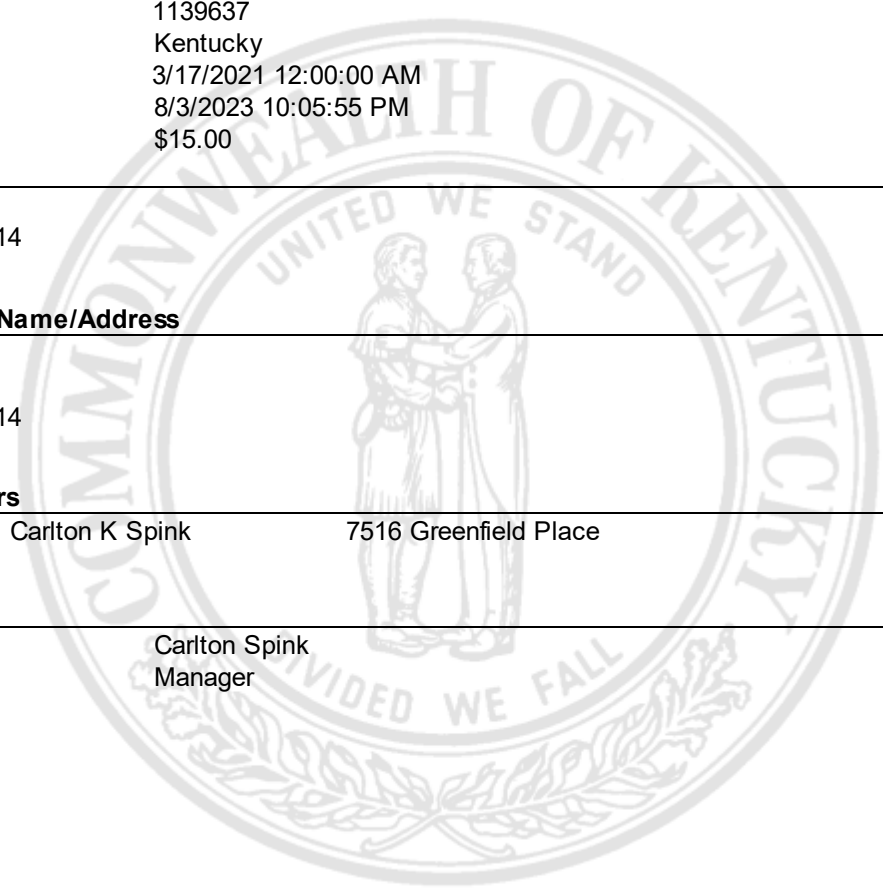 1139637
Kentucky
3/17/2021 12:00:00 AM
8/3/2023 10:05:55 PM
$15.00
14
Name/Address
14
rs
Carlton K Spink 7516 Greenfield Place
Carlton Spink
Manager
COMMONWEALTH OF KENTUCKY
UNITED WE STAND
DIVIDED WE FALL